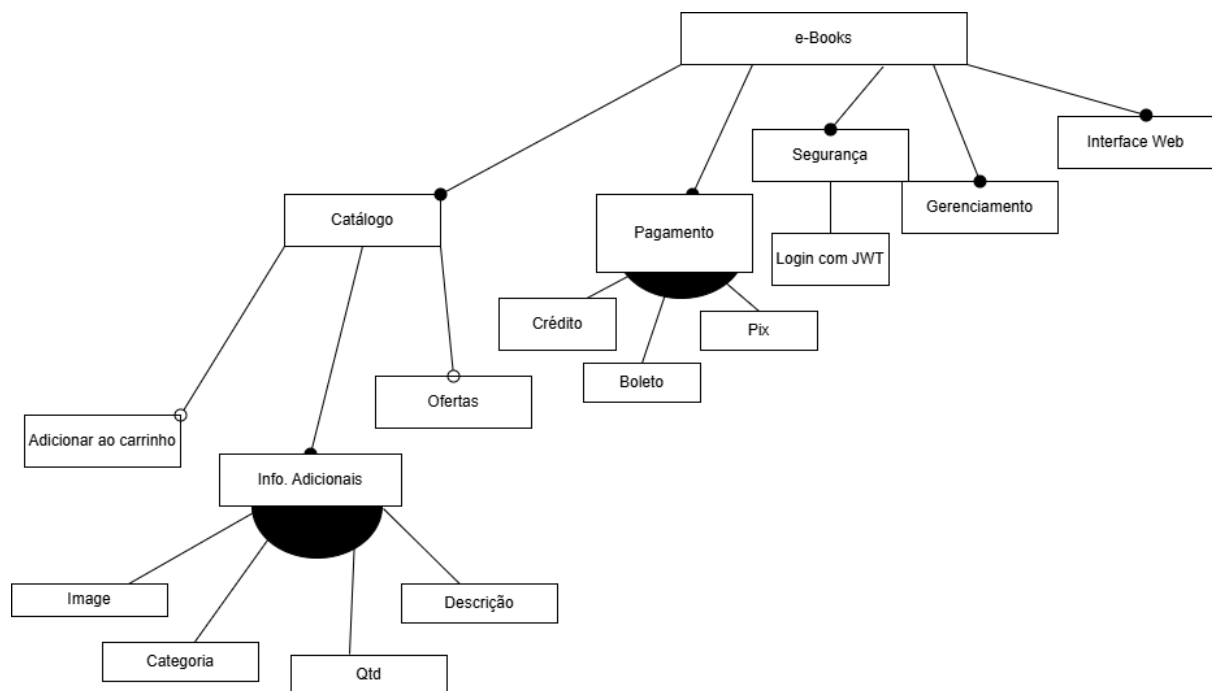 e-Books
Interface Web
Segurança
Gerenciamento
Catálogo
Pagamento
Login com JWT
Crédito
Pix
Boleto
Ofertas
Adicionar ao carrinho
Info. Adicionais
Image
Descrição
Categoria
Qtd